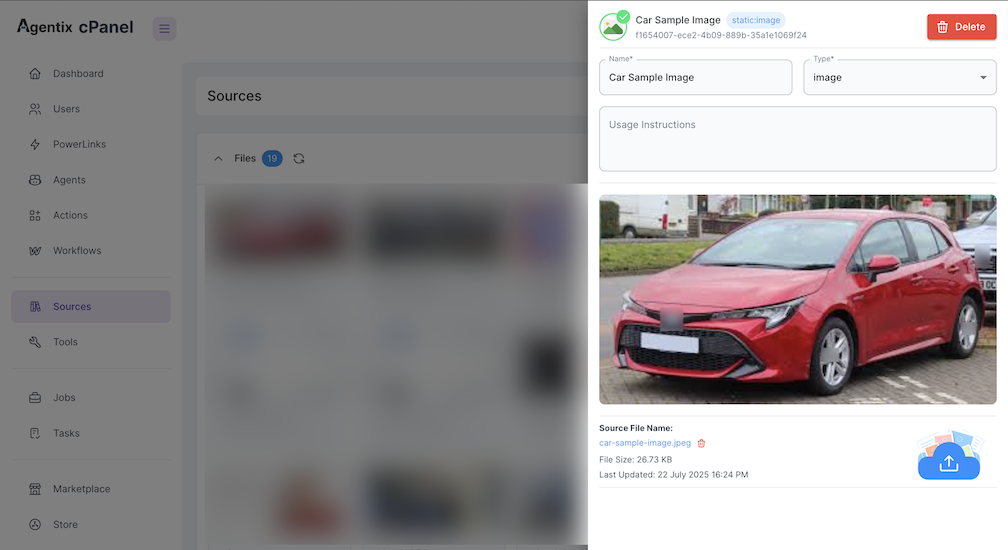 Agentix cPanel
Dashboard
Users
PowerLinks
Agents
Actions
Workflows
Sources
Tools
Jobs
Tasks
Marketplace
Store
Sources
Files 19
Car Sample Image static:image
f1654007-ece2-4b09-889b-35a1e1069f24
Delete
Name*
Car Sample Image
Type*
image
Usage Instructions
Source File Name:
car-sample-image.jpeg
File Size: 26.73 KB
Last Updated: 22 July 2025 16:24 PM